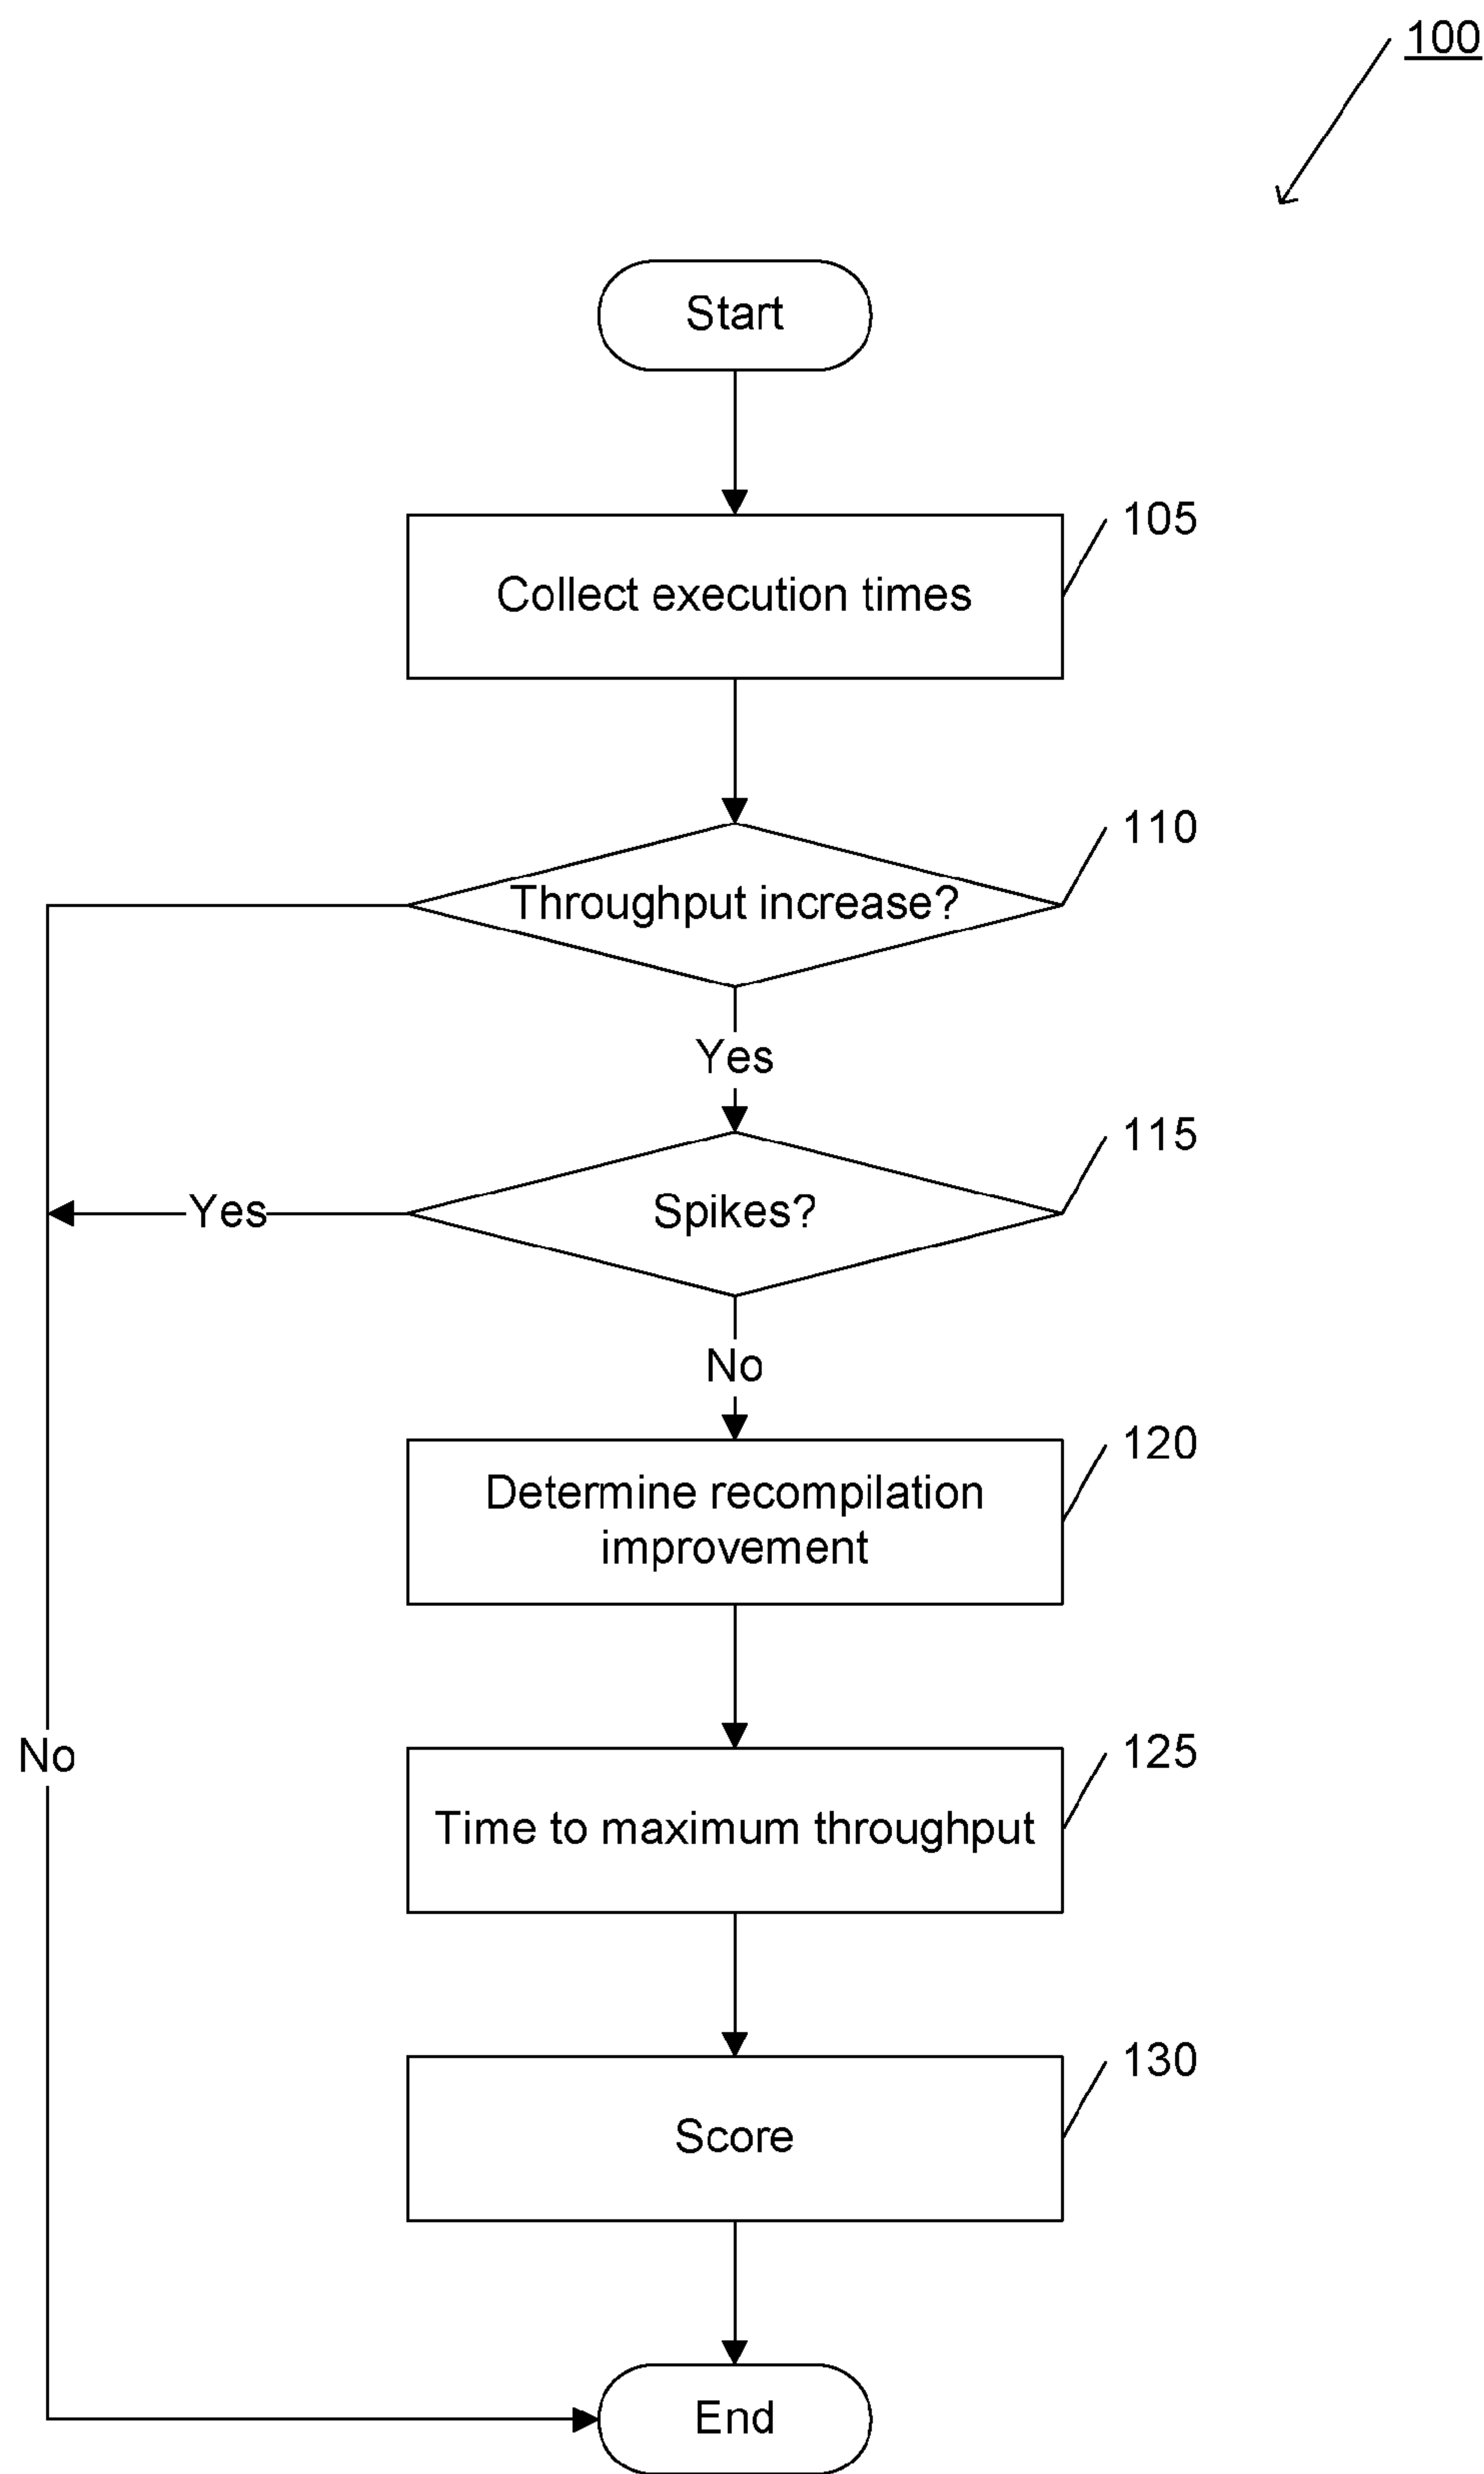 100
Start
105
Collect execution times
110
Throughput increase?
Yes
115
Yes
Spikes?
No
120
Determine recompilation
improvement
No
125
Time to maximum throughput
130
Score
End